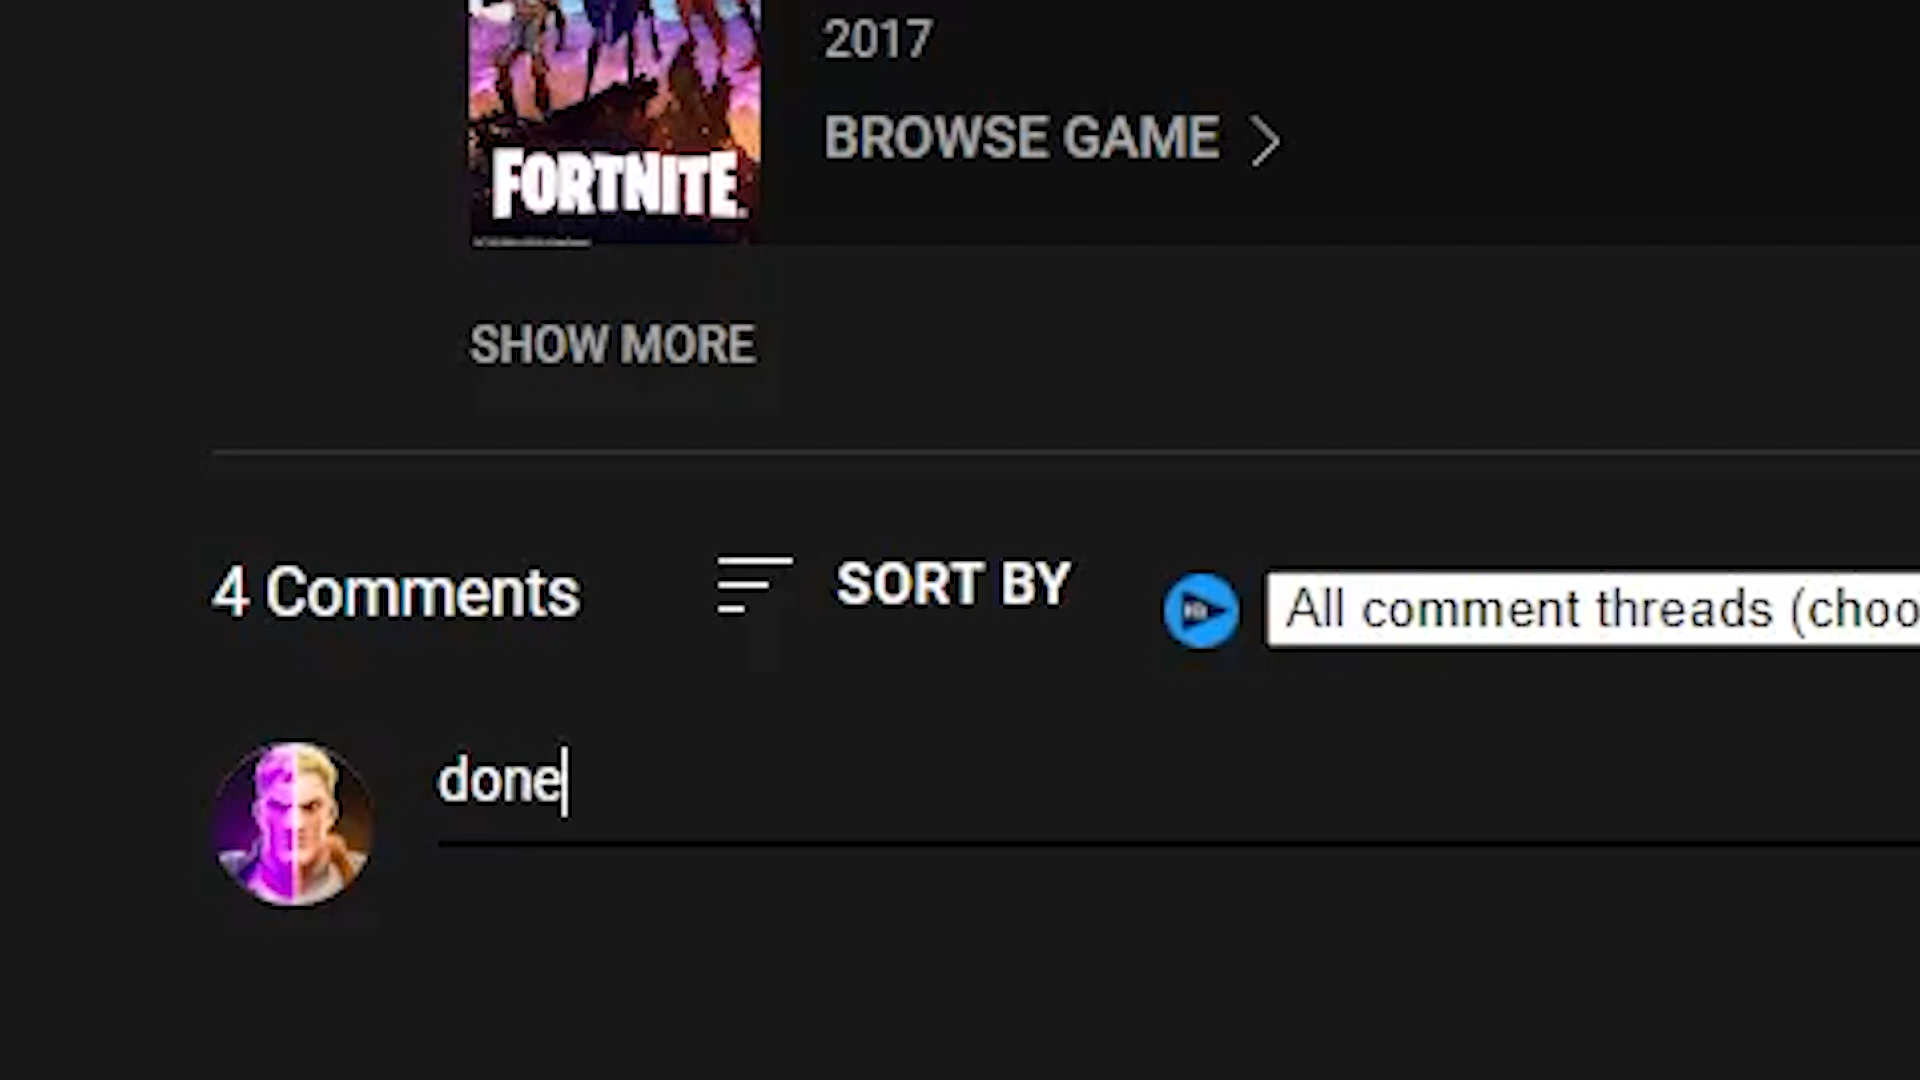 2017
BROWSE GAME
FORTNITE
SHOW MORE
4 Comments
SORT BY
All comment threads (choo
done